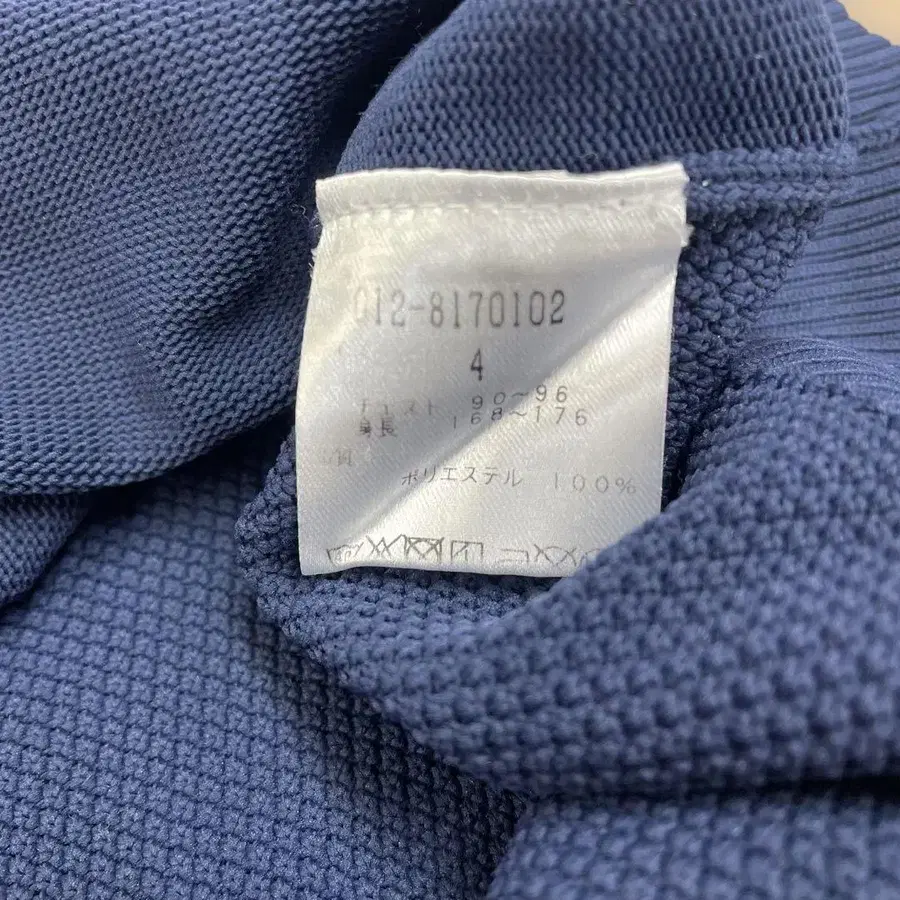 012-8170102
4
チェスト 90~96
身長 168~176
ポリエステル 100%